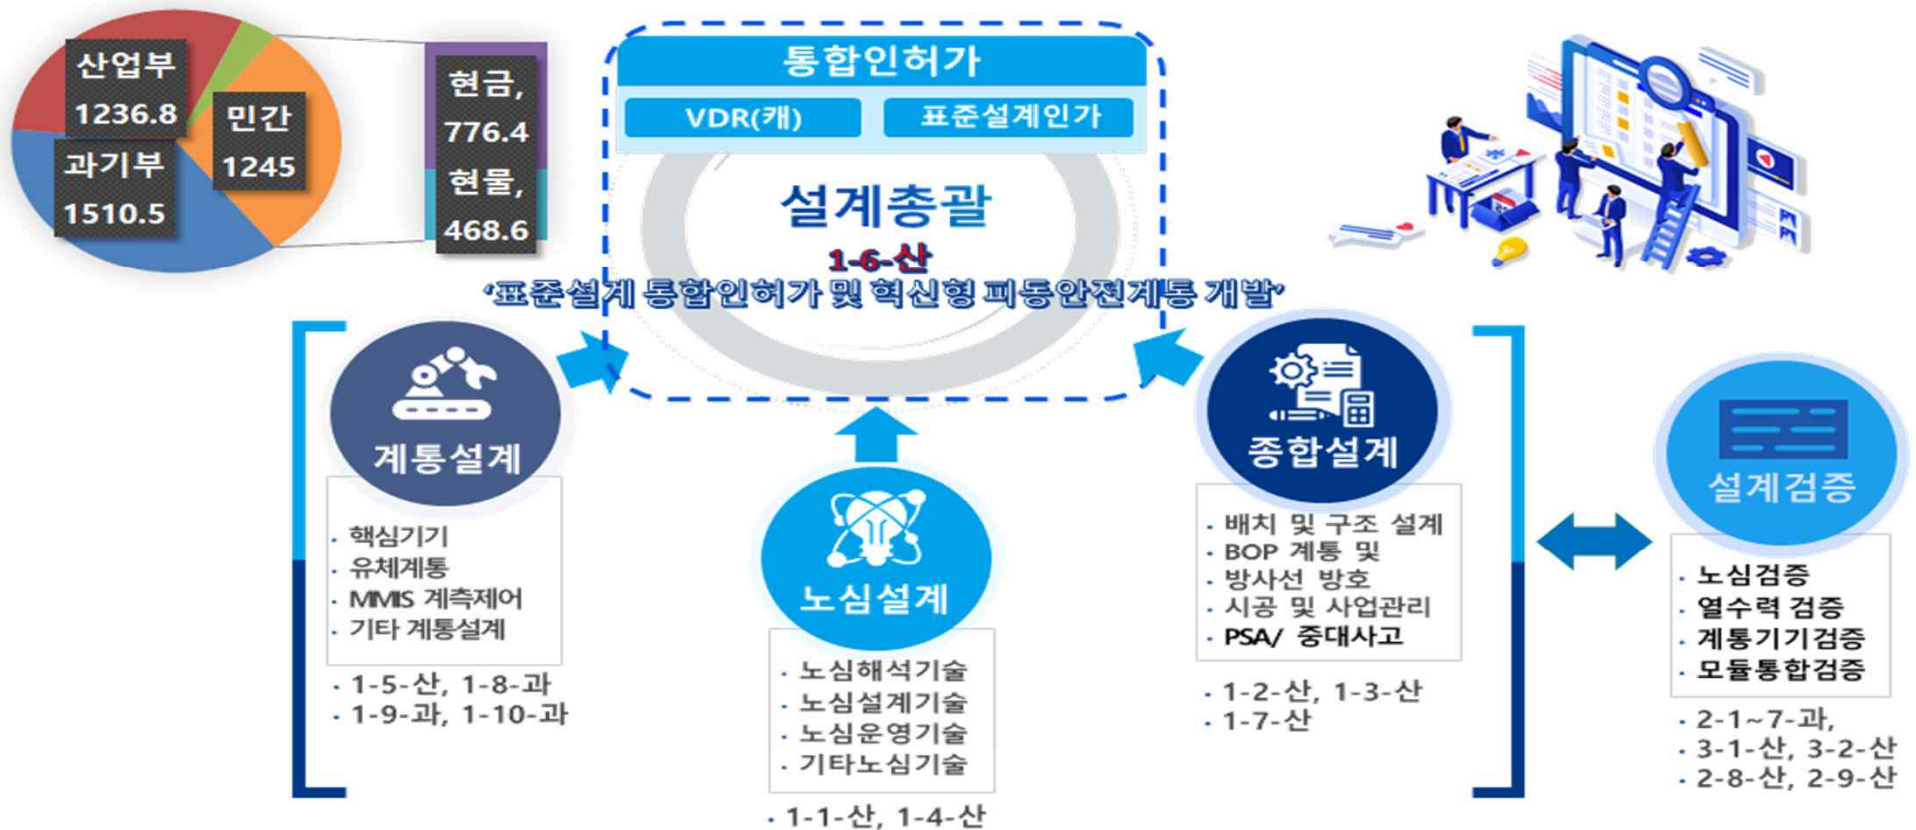 산업부
1236.8
과기부
1510.5
민간
1245
현금,
776.4
현물,
468.6
통합인허가
VDR(캐)
표준설계인가
설계총괄
1-6-산
'표준설계 통합인허가 및 혁신형 피동안전계통 개발'
계통설계
· 핵심기기
· 유체계통
· MMIS 계측제어
· 기타 계통설계
· 1-5-산, 1-8-과
· 1-9-과, 1-10-과
노심설계
· 노심해석기술
· 노심설계기술
· 노심운영기술
· 기타노심기술
· 1-1-산, 1-4-산
종합설계
· 배치 및 구조 설계
· BOP 계통 및
· 방사선 방호
· 시공 및 사업관리
· PSA/ 중대사고
· 1-2-산, 1-3-산
· 1-7-산
설계검증
· 노심검증
· 열수력 검증
· 계통기기검증
· 모듈통합검증
· 2-1~7-과,
· 3-1-산, 3-2-산
· 2-8-산, 2-9-산